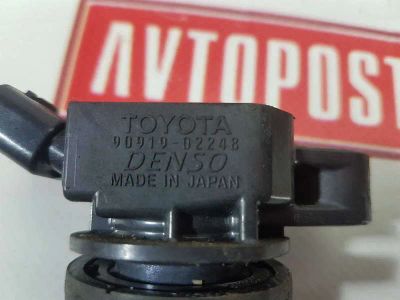 AVTOPOST
TOYOTA
90919-02248
DENSO
MADE IN JAPAN